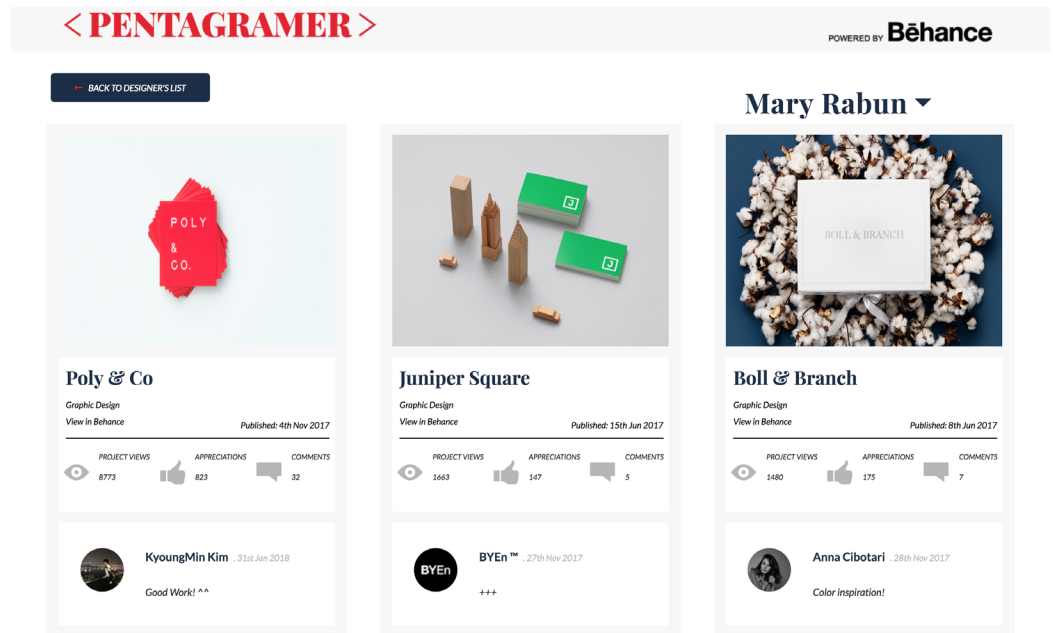 < PENTAGRAMER >
POWERED BY Bēhance
← BACK TO DESIGNER'S LIST
Mary Rabun
POLY
&
CO.
J
J
BOLL & BRANCH
Poly & Co
Graphic Design
View in Behance
Published: 4th Nov 2017
PROJECT VIEWS
8773
APPRECIATIONS
823
COMMENTS
32
KyoungMin Kim . 31st Jan 2018
Good Work! ^^
Juniper Square
Graphic Design
View in Behance
Published: 15th Jun 2017
PROJECT VIEWS
1663
APPRECIATIONS
147
COMMENTS
5
BYEn
BYEn ™ . 27th Nov 2017
+++
Boll & Branch
Graphic Design
View in Behance
Published: 8th Jun 2017
PROJECT VIEWS
1480
APPRECIATIONS
175
COMMENTS
7
Anna Cibotari . 28th Nov 2017
Color inspiration!